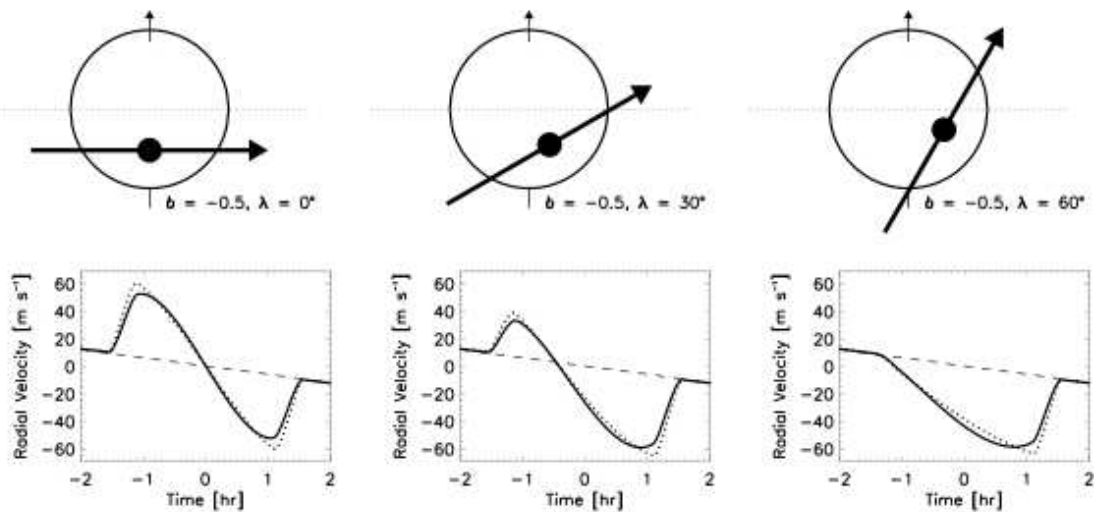 b = −0.5, λ = 0°
b = −0.5, λ = 30°
b = −0.5, λ = 60°
Radial Velocity [m s⁻¹]
60
40
20
0
−20
−40
−60
−2 −1 0 1 2
Time [hr]
Radial Velocity [m s⁻¹]
60
40
20
0
−20
−40
−60
−2 −1 0 1 2
Time [hr]
Radial Velocity [m s⁻¹]
60
40
20
0
−20
−40
−60
−2 −1 0 1 2
Time [hr]